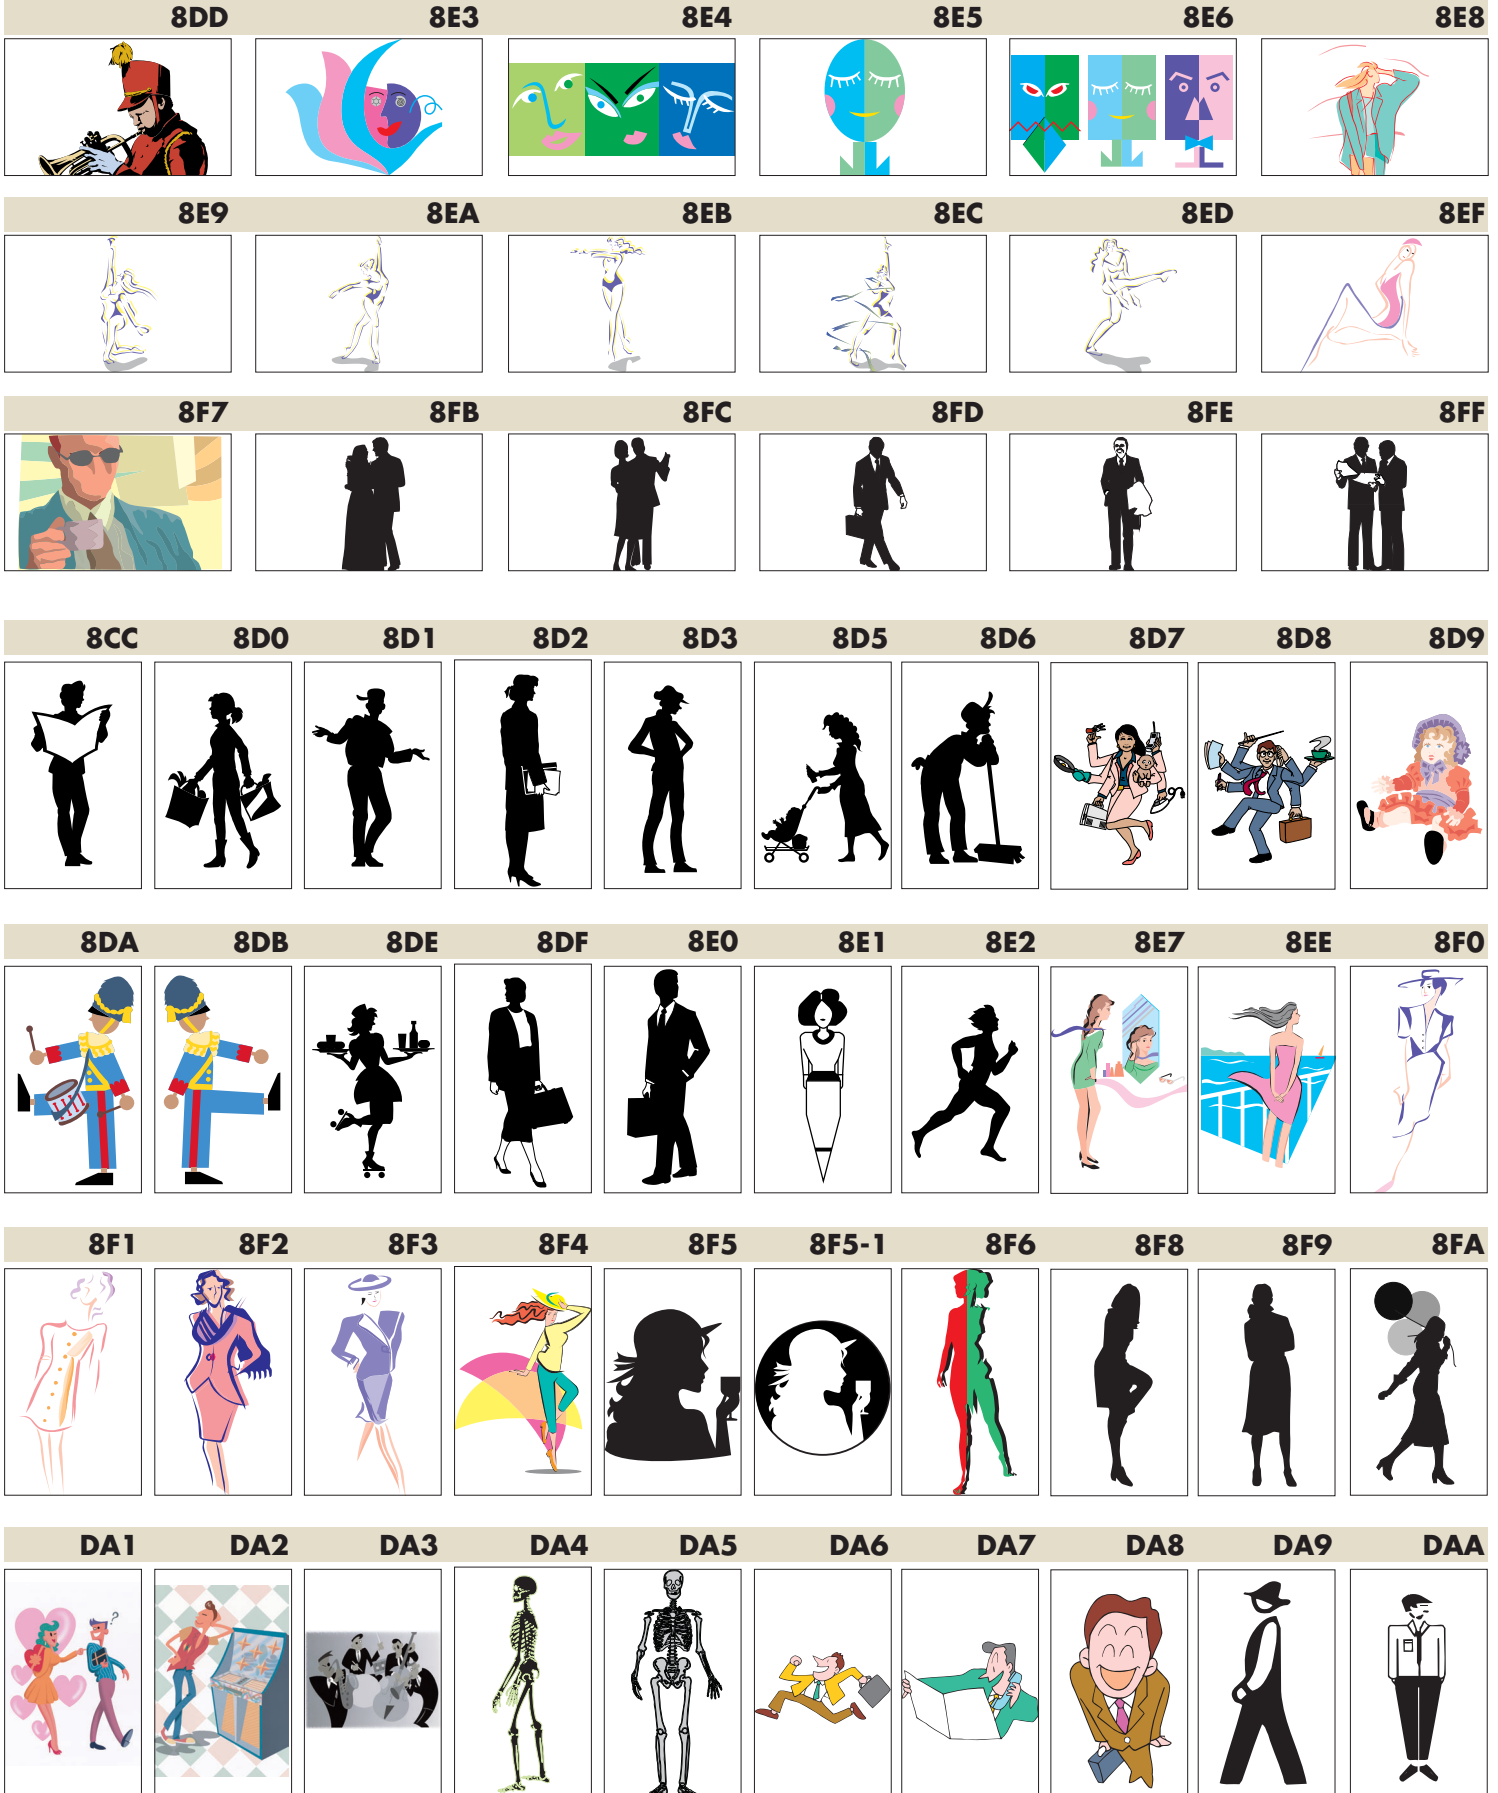 8DD 8E3 8E4 8E5 8E6 8E8
8E9 8EA 8EB 8EC 8ED 8EF
8F7 8FB 8FC 8FD 8FE 8FF
8CC 8D0 8D1 8D2 8D3 8D5 8D6 8D7 8D8 8D9
8DA 8DB 8DE 8DF 8E0 8E1 8E2 8E7 8EE 8F0
8F1 8F2 8F3 8F4 8F5 8F5-1 8F6 8F8 8F9 8FA
DA1 DA2 DA3 DA4 DA5 DA6 DA7 DA8 DA9 DAA
?